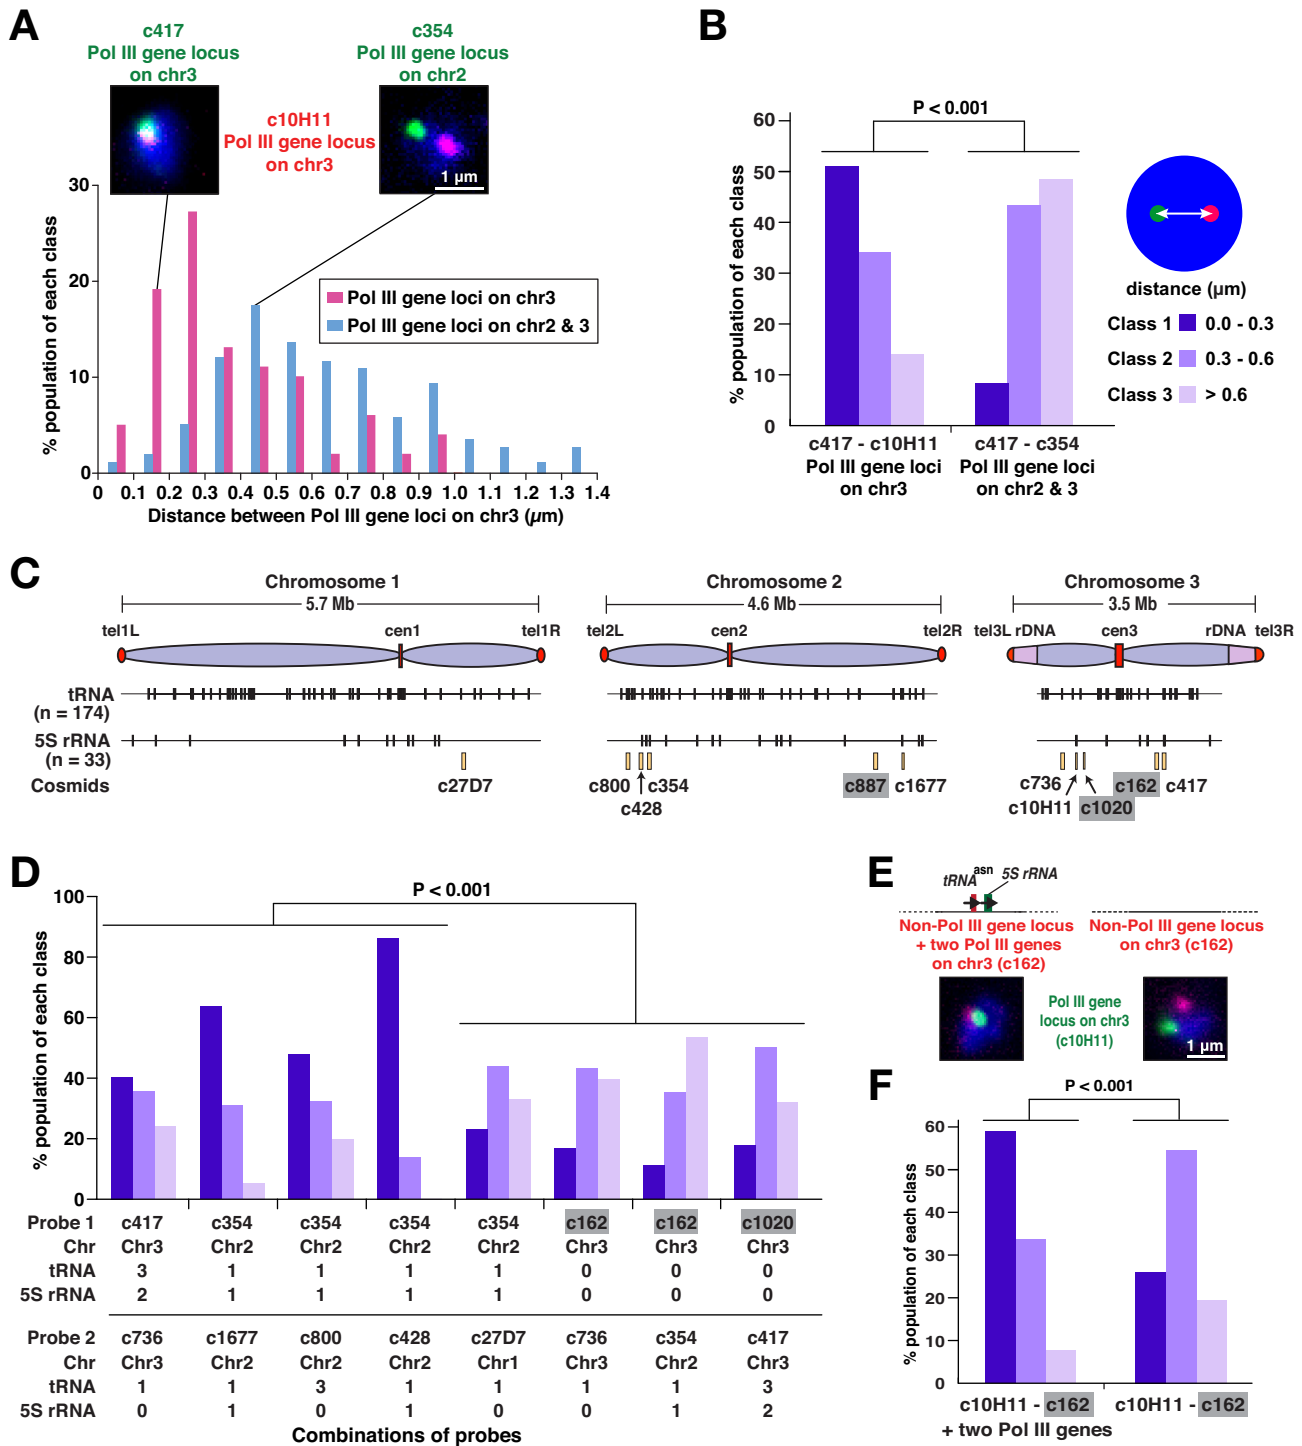 A
c417
Pol III gene locus
on chr3
c354
Pol III gene locus
on chr2
c10H11
Pol III gene locus
on chr3
1 µm
% population of each class
30
20
10
0
Pol III gene loci on chr3
Pol III gene loci on chr2 & 3
0 0.1 0.2 0.3 0.4 0.5 0.6 0.7 0.8 0.9 1.0 1.1 1.1 1.3 1.4
Distance between Pol III gene loci on chr3 (µm)
B
P < 0.001
% population of each class
60
50
40
30
20
10
0
c417 - c10H11
Pol III gene loci
on chr3
c417 - c354
Pol III gene loci
on chr2 & 3
distance (µm)
Class 1 0.0 - 0.3
Class 2 0.3 - 0.6
Class 3 > 0.6
C
Chromosome 1
5.7 Mb
tel1L cen1 tel1R
Chromosome 2
4.6 Mb
tel2L cen2 tel2R
Chromosome 3
3.5 Mb
tel3L rDNA cen3 rDNA tel3R
tRNA
(n = 174)
5S rRNA
(n = 33)
Cosmids
c27D7
c800 c354
c428
c887 c1677
c736
c10H11
c1020
c162 c417
D
P < 0.001
% population of each class
100
80
60
40
20
0
Probe 1 c417 c354 c354 c354 c354 c162 c162 c1020
Chr Chr3 Chr2 Chr2 Chr2 Chr2 Chr3 Chr3 Chr3
tRNA 3 1 1 1 1 0 0 0
5S rRNA 2 1 1 1 1 0 0 0
Probe 2 c736 c1677 c800 c428 c27D7 c736 c354 c417
Chr Chr3 Chr2 Chr2 Chr2 Chr1 Chr3 Chr2 Chr3
tRNA 1 1 3 1 1 1 1 3
5S rRNA 0 1 0 1 0 0 1 2
Combinations of probes
E
tRNA asn 5S rRNA
Non-Pol III gene locus
+ two Pol III genes
on chr3 (c162)
Non-Pol III gene locus
on chr3 (c162)
Pol III gene
locus on chr3
(c10H11)
1 µm
F
P < 0.001
% population of each class
60
50
40
30
20
10
0
c10H11 - c162
+ two Pol III genes
c10H11 - c162